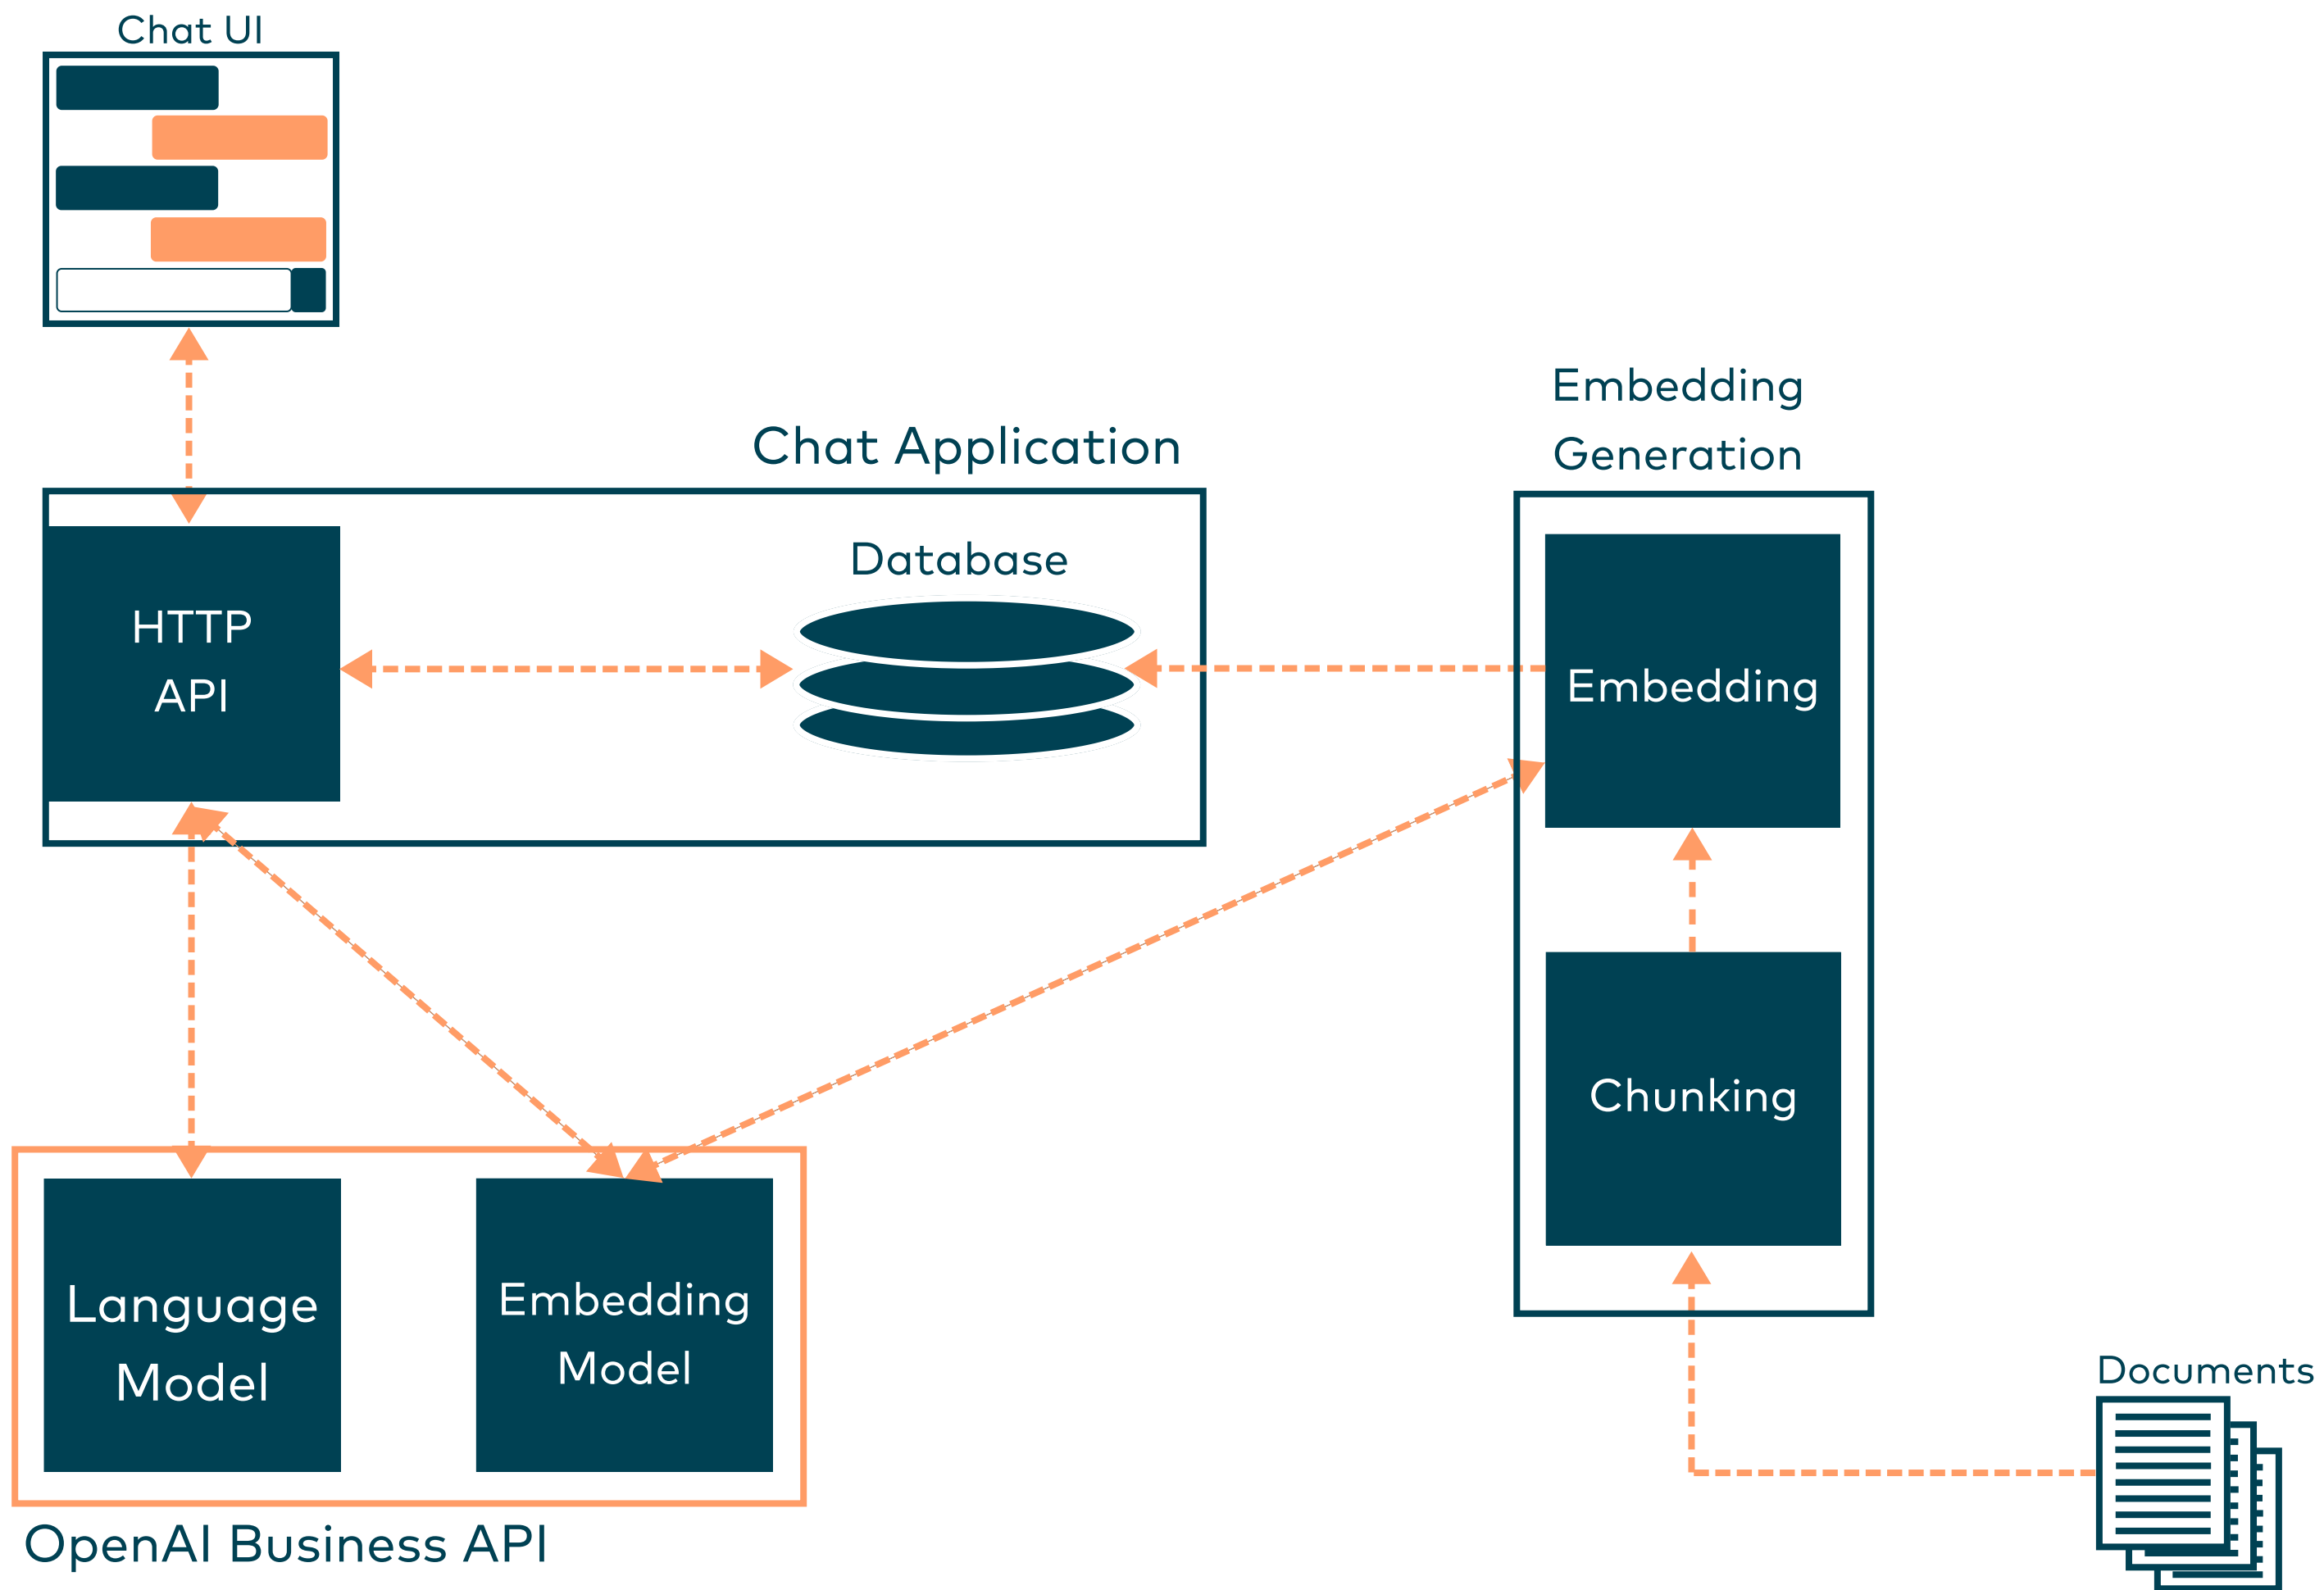 Chat UI
Chat Application
Embedding
Generation
Database
HTTP
API
Embedding
Chunking
Language
Model
Embedding
Model
Documents
OpenAI Business API